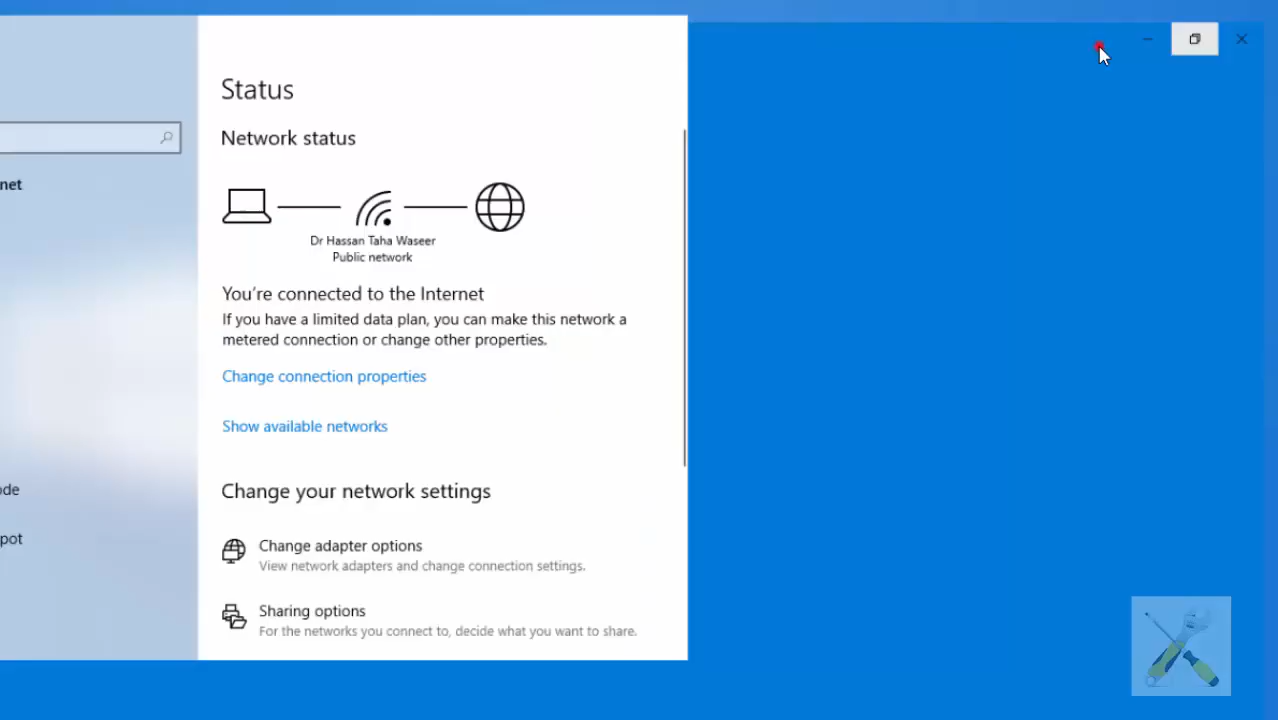 Status
Network status
net
Dr Hassan Taha Waseer
Public network
You're connected to the Internet
If you have a limited data plan, you can make this network a
metered connection or change other properties.
Change connection properties
Show available networks
Change your network settings
ode
Change adapter options
pot
View network adapters and change connection settings.
Sharing options
For the networks you connect to, decide what you want to share.